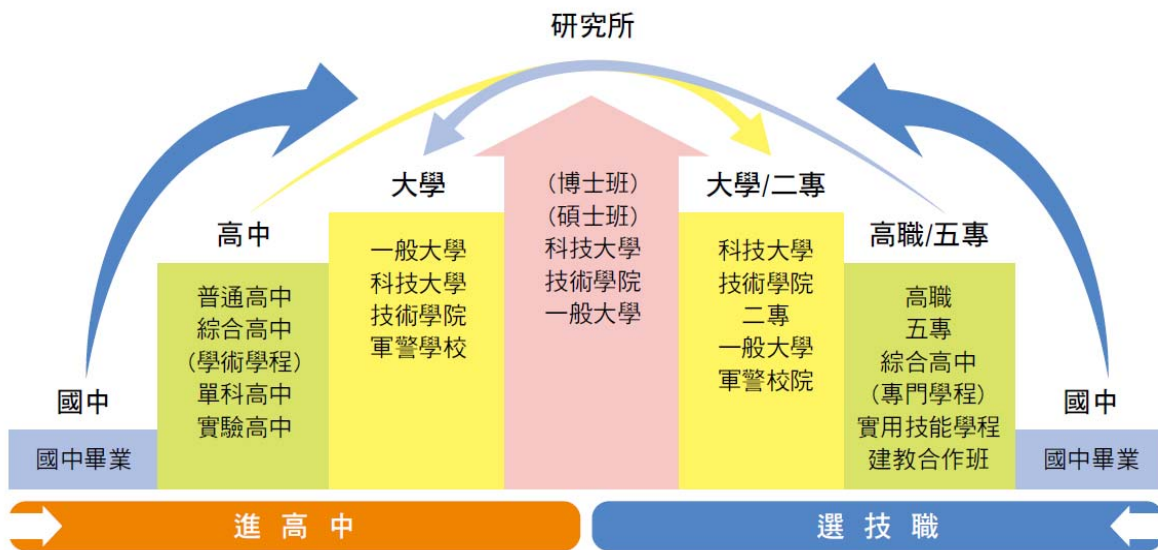 研究所
大學
大學/二專
高中
高職/五專
國中
國中
(博士班)
(碩士班)
科技大學
技術學院
一般大學
一般大學
科技大學
技術學院
軍警學校
科技大學
技術學院
二專
一般大學
軍警校院
普通高中
綜合高中
(學術學程)
單科高中
實驗高中
高職
五專
綜合高中
(專門學程)
實用技能學程
建教合作班
國中畢業
國中畢業
進高中
選技職